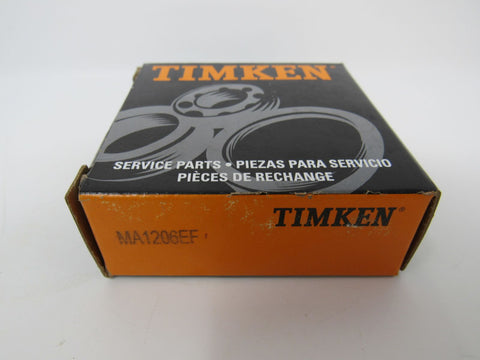 TIMKEN®
SERVICE PARTS • PIEZAS PARA SERVICIO
PIÈCES DE RECHANGE
TIMKEN®
MA1206EF